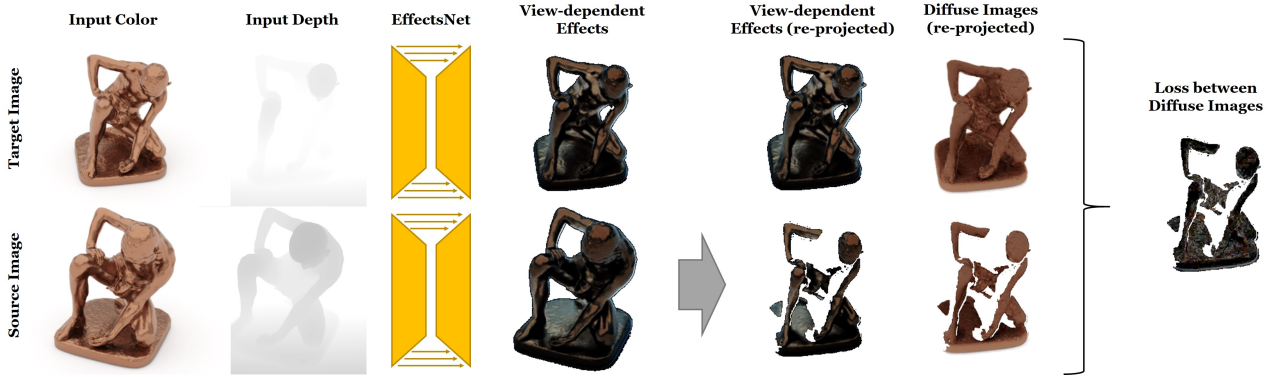 Input Color
Input Depth
EffectsNet
View-dependent
Effects
View-dependent
Effects (re-projected)
Diffuse Images
(re-projected)
Target Image
Source Image
Loss between
Diffuse Images